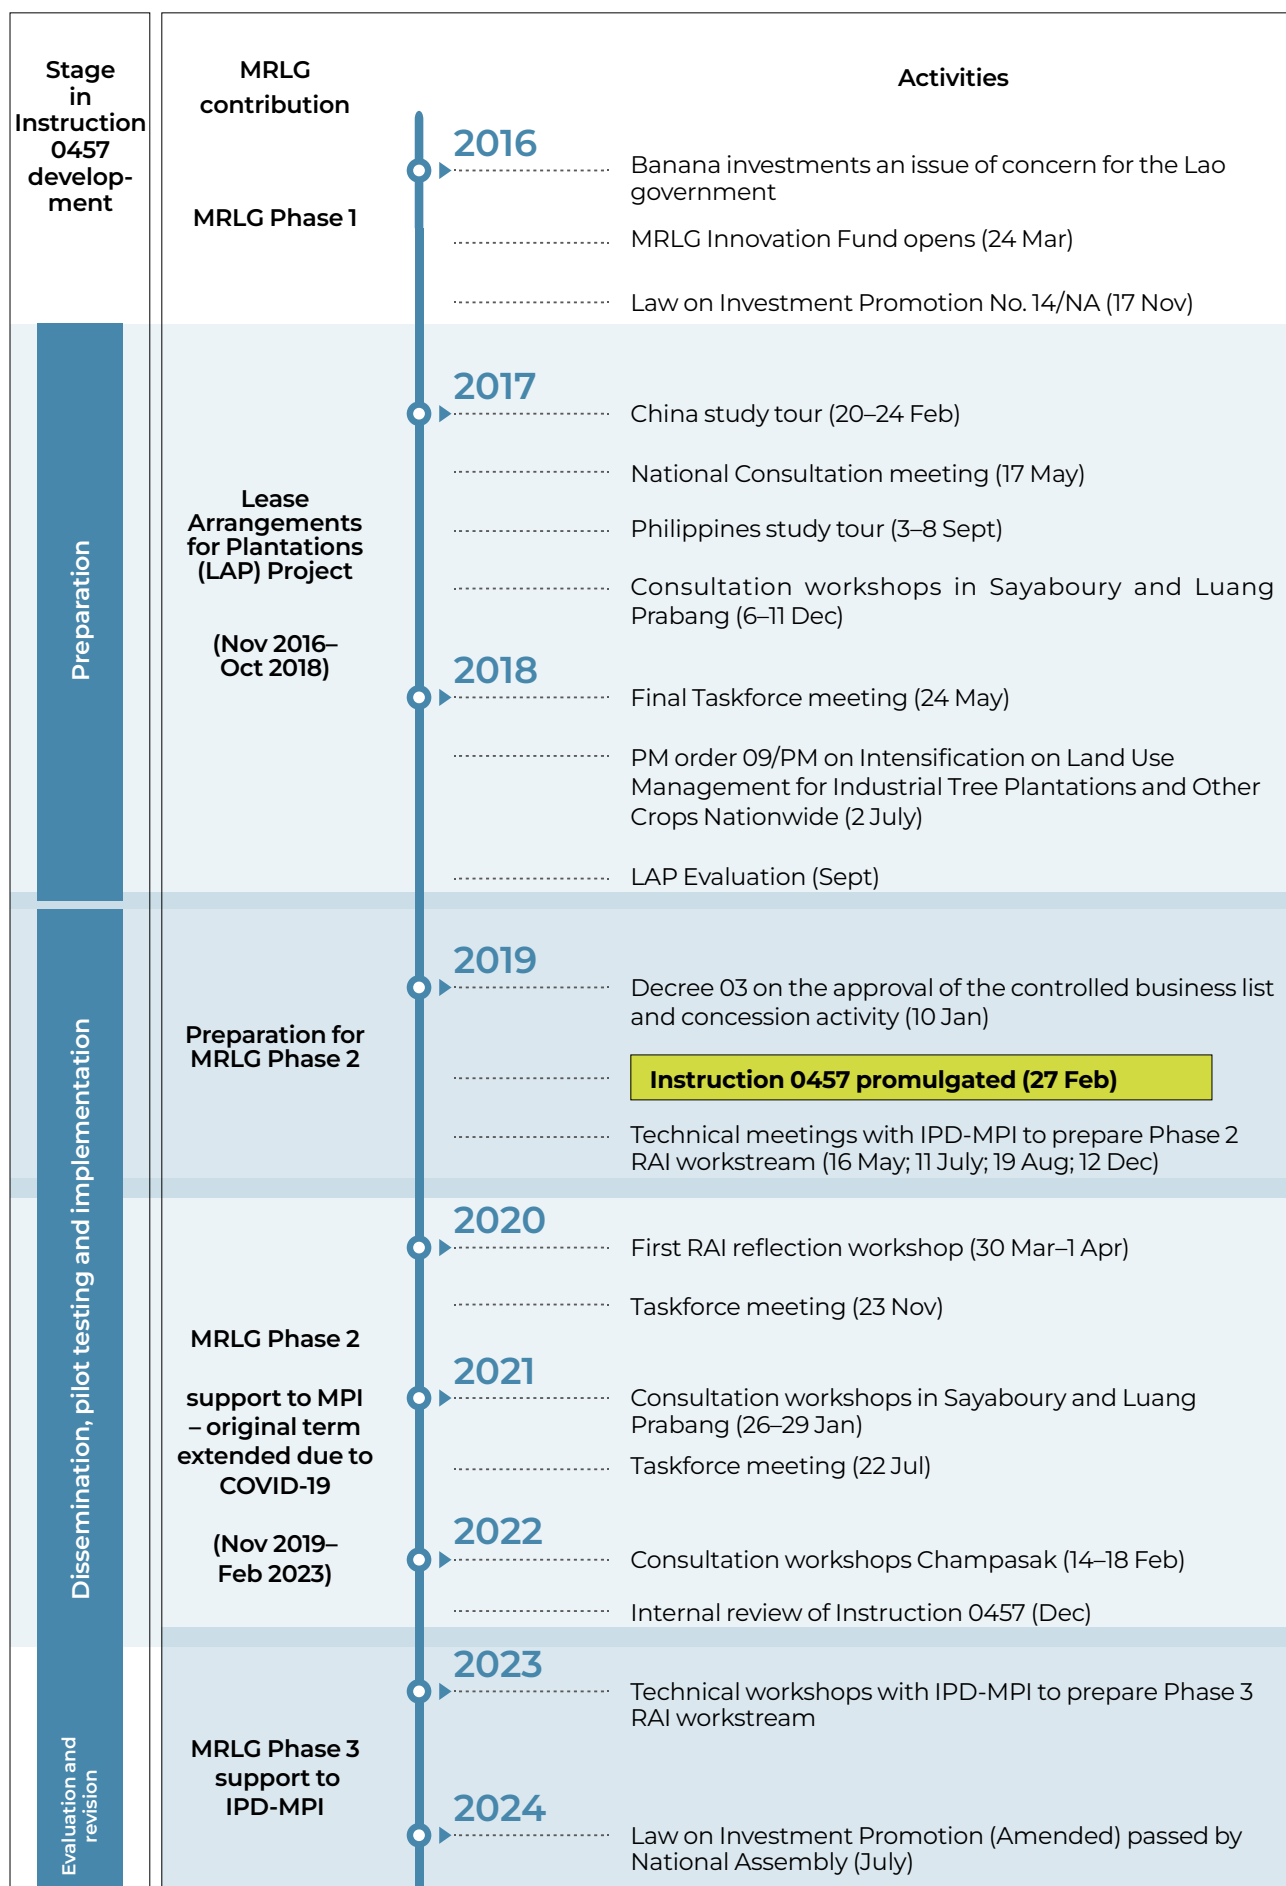 Stage
in
Instruction
0457
develop-
ment
MRLG
contribution
Activities
MRLG Phase 1
2016
Banana investments an issue of concern for the Lao
government
MRLG Innovation Fund opens (24 Mar)
Law on Investment Promotion No. 14/NA (17 Nov)
Preparation
Lease
Arrangements
for Plantations
(LAP) Project
(Nov 2016–
Oct 2018)
2017
China study tour (20–24 Feb)
National Consultation meeting (17 May)
Philippines study tour (3–8 Sept)
Consultation workshops in Sayaboury and Luang
Prabang (6–11 Dec)
2018
Final Taskforce meeting (24 May)
PM order 09/PM on Intensification on Land Use
Management for Industrial Tree Plantations and Other
Crops Nationwide (2 July)
LAP Evaluation (Sept)
Dissemination, pilot testing and implementation
Preparation for
MRLG Phase 2
2019
Decree 03 on the approval of the controlled business list
and concession activity (10 Jan)
Instruction 0457 promulgated (27 Feb)
Technical meetings with IPD-MPI to prepare Phase 2
RAI workstream (16 May; 11 July; 19 Aug; 12 Dec)
MRLG Phase 2
support to MPI
– original term
extended due to
COVID-19
(Nov 2019–
Feb 2023)
2020
First RAI reflection workshop (30 Mar–1 Apr)
Taskforce meeting (23 Nov)
2021
Consultation workshops in Sayaboury and Luang
Prabang (26–29 Jan)
Taskforce meeting (22 Jul)
2022
Consultation workshops Champasak (14–18 Feb)
Internal review of Instruction 0457 (Dec)
Evaluation and
revision
MRLG Phase 3
support to
IPD-MPI
2023
Technical workshops with IPD-MPI to prepare Phase 3
RAI workstream
2024
Law on Investment Promotion (Amended) passed by
National Assembly (July)